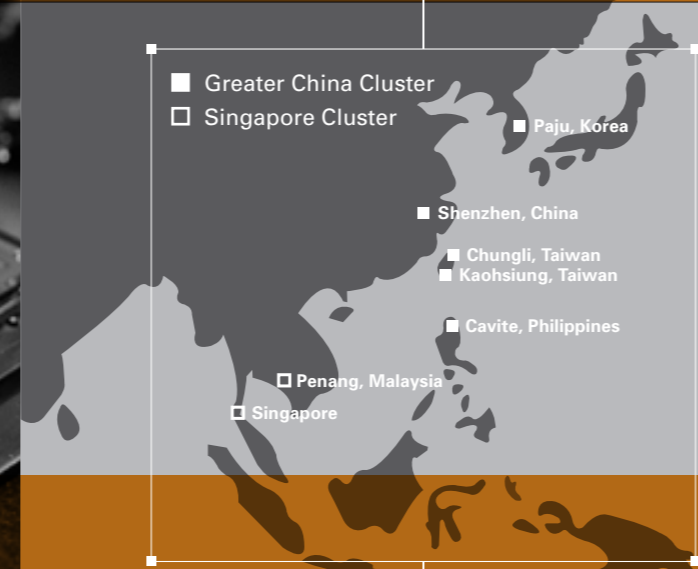 Greater China Cluster
Singapore Cluster
Paju, Korea
Shenzhen, China
Chungli, Taiwan
Kaohsiung, Taiwan
Cavite, Philippines
Penang, Malaysia
Singapore